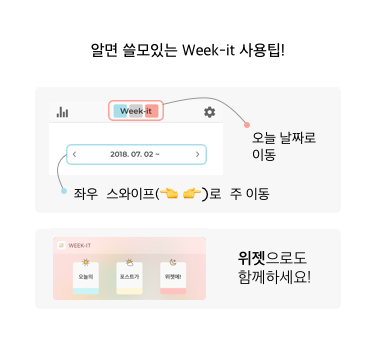 알면 쓸모있는 Week-it 사용팁!
Week-it
오늘 날짜로
이동
2018. 07. 02 ~
좌우 스와이프(👈 👉)로 주 이동
WEEK-IT
오늘의
포스트가
위젯에!
위젯으로도
함께하세요!